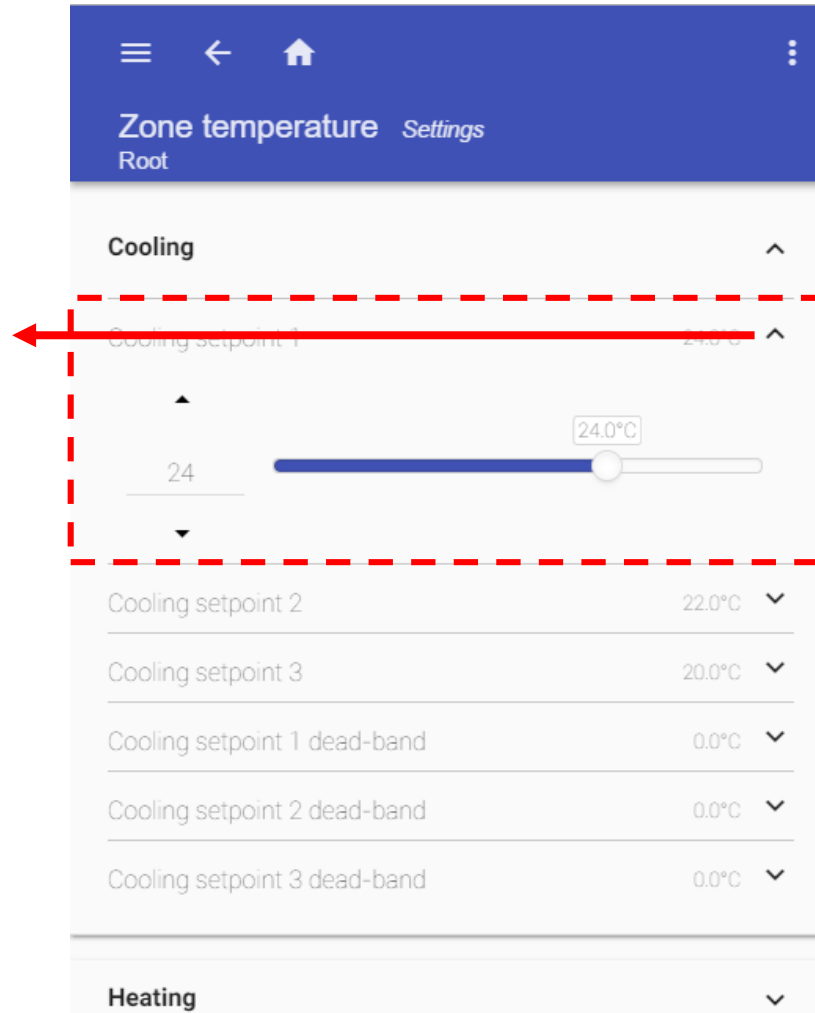 Zone temperature Settings
Root
Cooling
Cooling setpoint 1 24.0°C
24.0°C
24
Cooling setpoint 2 22.0°C
Cooling setpoint 3 20.0°C
Cooling setpoint 1 dead-band 0.0°C
Cooling setpoint 2 dead-band 0.0°C
Cooling setpoint 3 dead-band 0.0°C
Heating